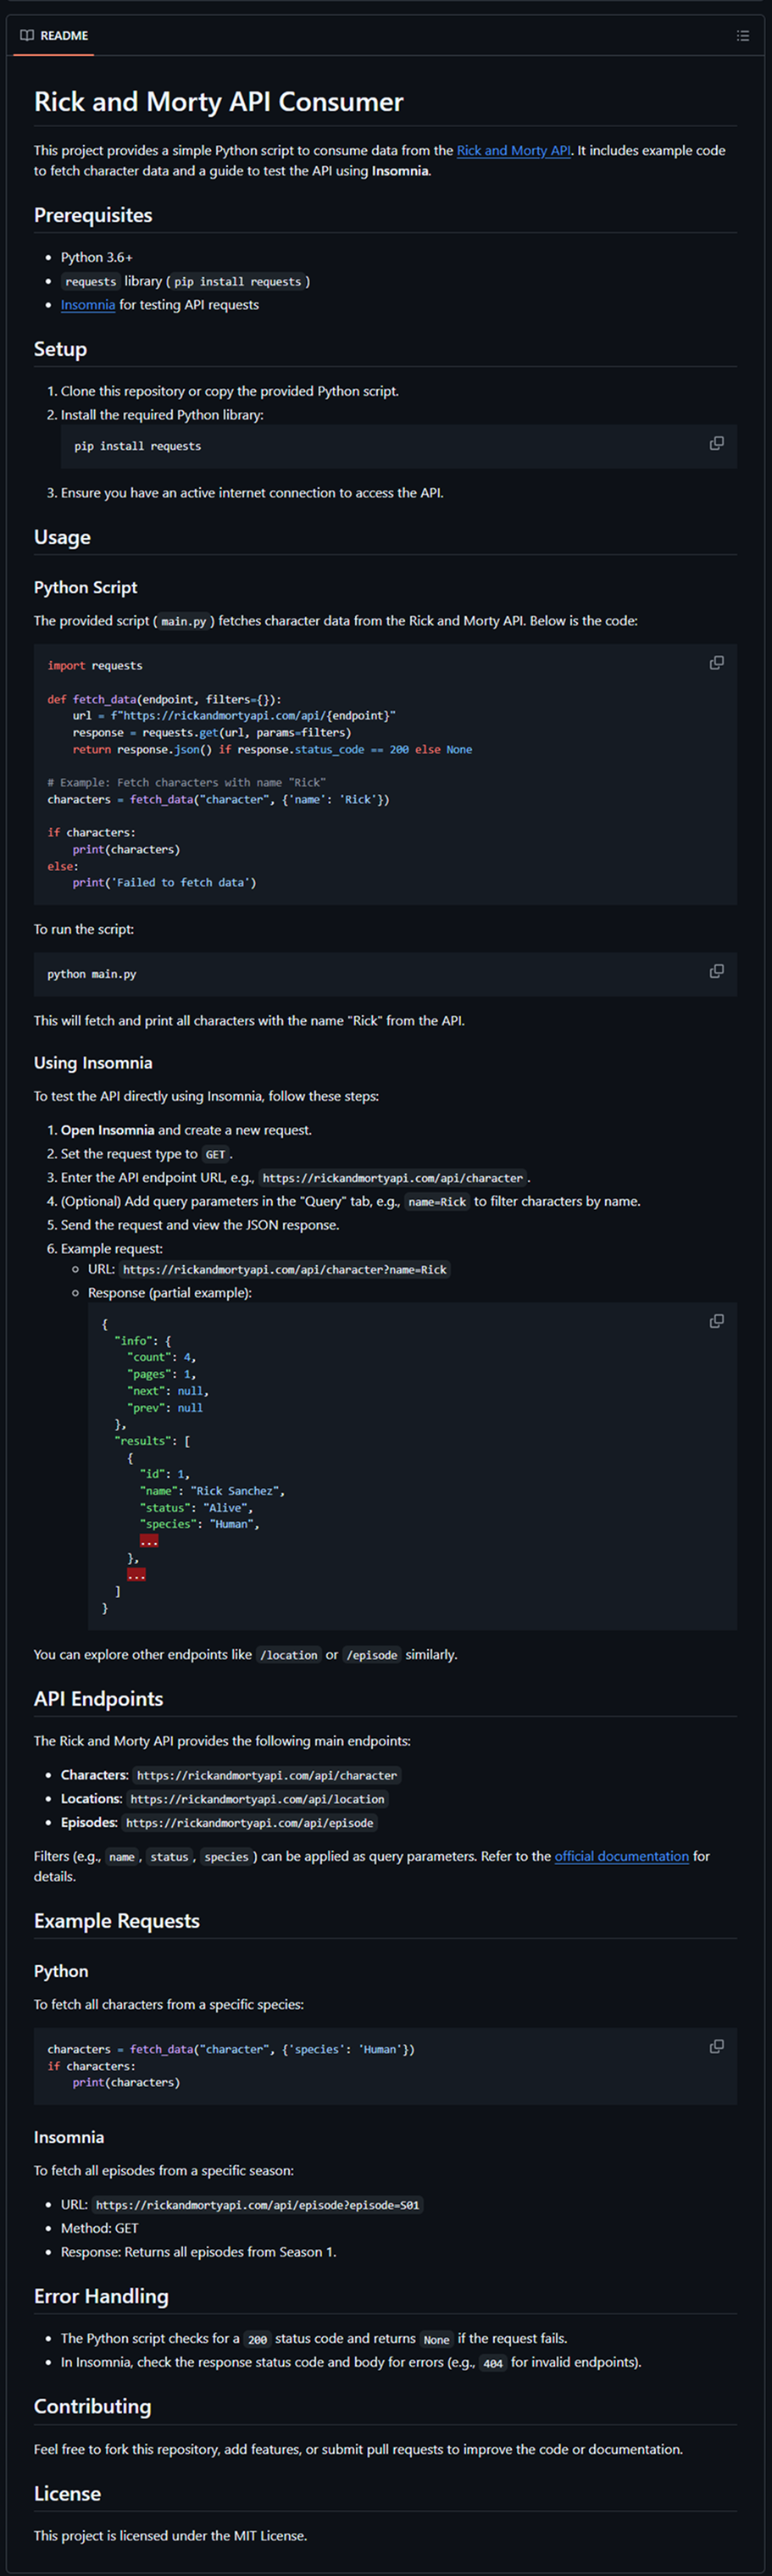 README
Rick and Morty API Consumer
This project provides a simple Python script to consume data from the Rick and Morty API. It includes example code
to fetch character data and a guide to test the API using Insomnia.
Prerequisites
• Python 3.6+
• requests library ( pip install requests )
• Insomnia for testing API requests
Setup
1. Clone this repository or copy the provided Python script.
2. Install the required Python library:
pip install requests
3. Ensure you have an active internet connection to access the API.
Usage
Python Script
The provided script ( main.py ) fetches character data from the Rick and Morty API. Below is the code:
import requests
def fetch_data(endpoint, filters={}):
    url = f"https://rickandmortyapi.com/api/{endpoint}"
    response = requests.get(url, params=filters)
    return response.json() if response.status_code == 200 else None
# Example: Fetch characters with name "Rick"
characters = fetch_data("character", {'name': 'Rick'})
if characters:
    print(characters)
else:
    print('Failed to fetch data')
To run the script:
python main.py
This will fetch and print all characters with the name "Rick" from the API.
Using Insomnia
To test the API directly using Insomnia, follow these steps:
1. Open Insomnia and create a new request.
2. Set the request type to GET .
3. Enter the API endpoint URL, e.g., https://rickandmortyapi.com/api/character .
4. (Optional) Add query parameters in the "Query" tab, e.g., name=Rick to filter characters by name.
5. Send the request and view the JSON response.
6. Example request:
○ URL: https://rickandmortyapi.com/api/character?name=Rick
○ Response (partial example):
{
  "info": {
    "count": 4,
    "pages": 1,
    "next": null,
    "prev": null
  },
  "results": [
    {
      "id": 1,
      "name": "Rick Sanchez",
      "status": "Alive",
      "species": "Human",
      ...
    },
    ...
  ]
}
You can explore other endpoints like /location or /episode similarly.
API Endpoints
The Rick and Morty API provides the following main endpoints:
• Characters: https://rickandmortyapi.com/api/character
• Locations: https://rickandmortyapi.com/api/location
• Episodes: https://rickandmortyapi.com/api/episode
Filters (e.g., name , status , species ) can be applied as query parameters. Refer to the official documentation for
details.
Example Requests
Python
To fetch all characters from a specific species:
characters = fetch_data("character", {'species': 'Human'})
if characters:
    print(characters)
Insomnia
To fetch all episodes from a specific season:
• URL: https://rickandmortyapi.com/api/episode?episode=S01
• Method: GET
• Response: Returns all episodes from Season 1.
Error Handling
• The Python script checks for a 200 status code and returns None if the request fails.
• In Insomnia, check the response status code and body for errors (e.g., 404 for invalid endpoints).
Contributing
Feel free to fork this repository, add features, or submit pull requests to improve the code or documentation.
License
This project is licensed under the MIT License.